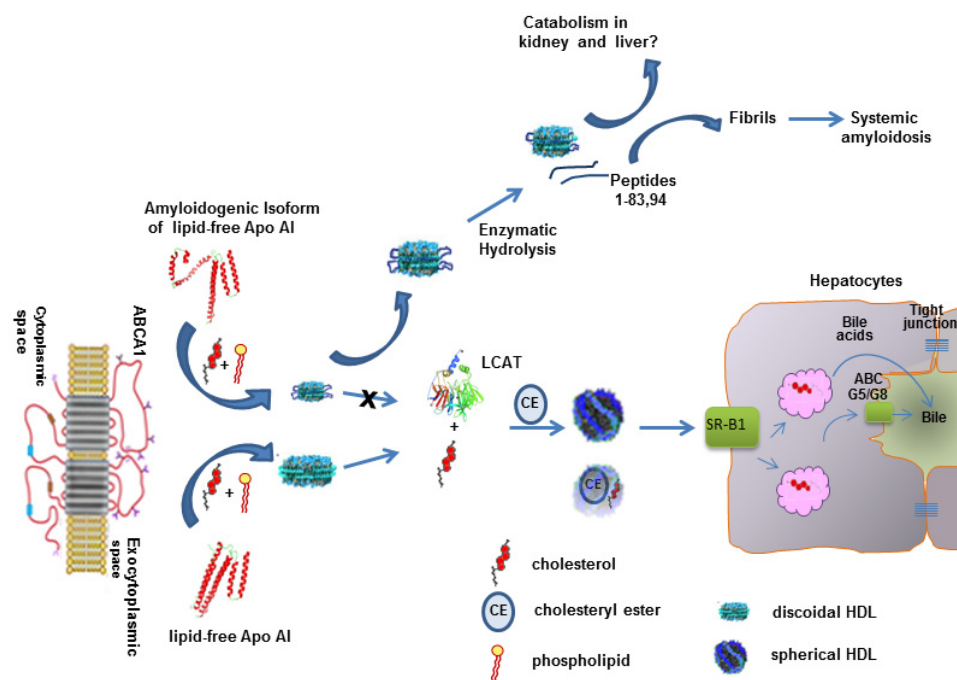 Catabolism in
kidney and liver?
Fibrils
Systemic
amyloidosis
Peptides
1-83,94
Enzymatic
Hydrolysis
Amyloidogenic Isoform
of lipid-free Apo AI
Hepatocytes
Tight
junction
Bile
acids
Cytoplasmic
space
ABCA1
+
X
LCAT
CE
ABC
G5/G8
Bile
SR-B1
+
+
CE
Exocytoplasmic
space
lipid-free Apo AI
cholesterol
CE
cholesteryl ester
phospholipid
discoidal HDL
spherical HDL